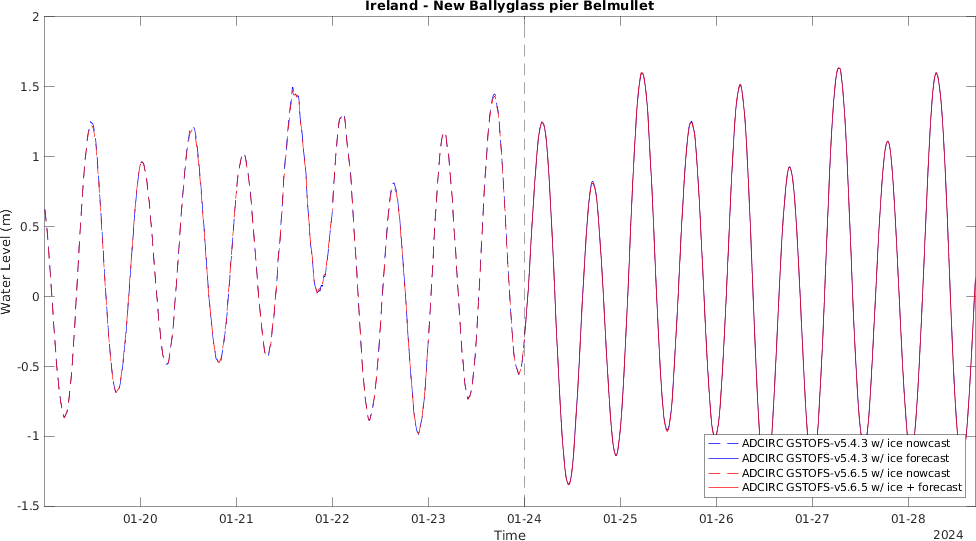 Ireland - New Ballyglass pier Belmullet
2
1.5
1
0.5
0
-0.5
-1
-1.5
Water Level (m)
01-20 01-21 01-22 01-23 01-24 01-25 01-26 01-27 01-28
Time
2024
ADCIRC GSTOFS-v5.4.3 w/ ice nowcast
ADCIRC GSTOFS-v5.4.3 w/ ice forecast
ADCIRC GSTOFS-v5.6.5 w/ ice nowcast
ADCIRC GSTOFS-v5.6.5 w/ ice + forecast